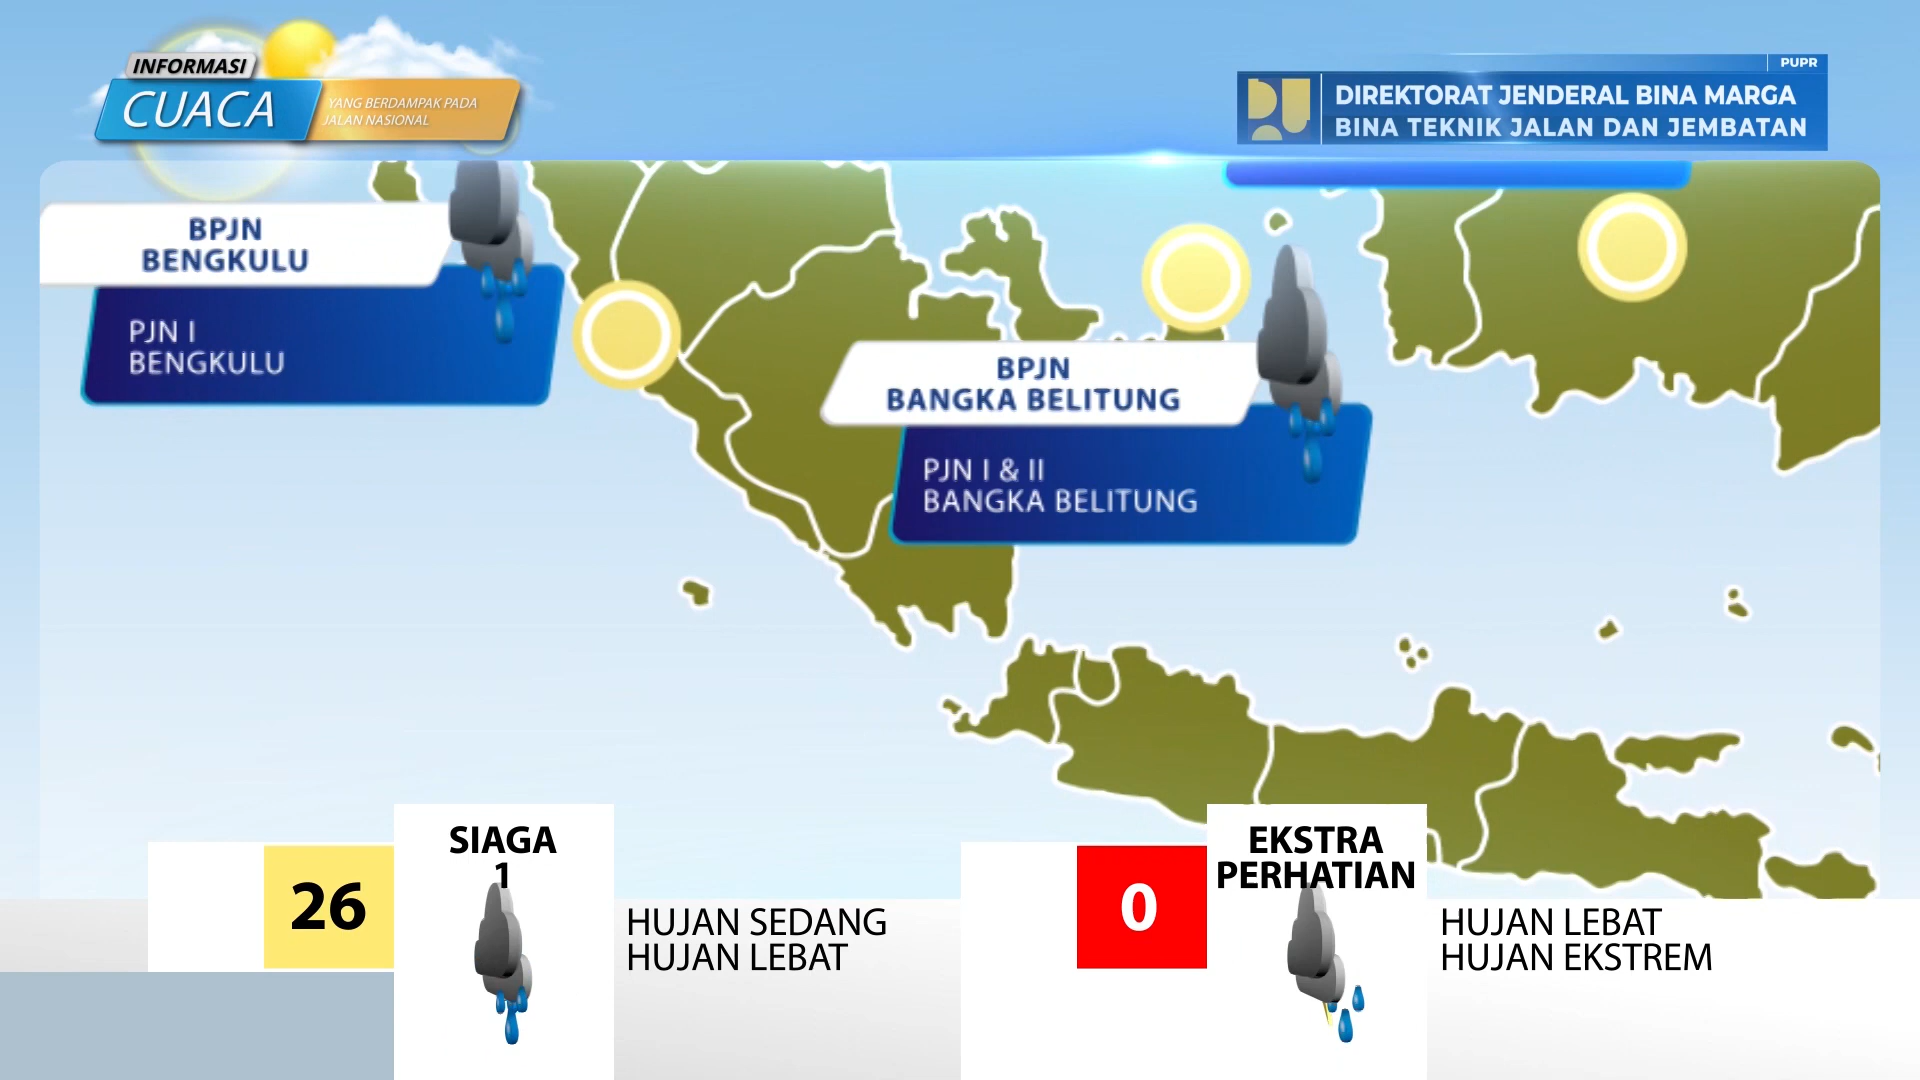 INFORMASI
CUACA
YANG BERDAMPAK PADA
JALAN NASIONAL
PUPR
DIREKTORAT JENDERAL BINA MARGA
BINA TEKNIK JALAN DAN JEMBATAN
BPJN
BENGKULU
PJN I
BENGKULU
BPJN
BANGKA BELITUNG
PJN I & II
BANGKA BELITUNG
26
SIAGA
1
HUJAN SEDANG
HUJAN LEBAT
0
EKSTRA
PERHATIAN
HUJAN LEBAT
HUJAN EKSTREM